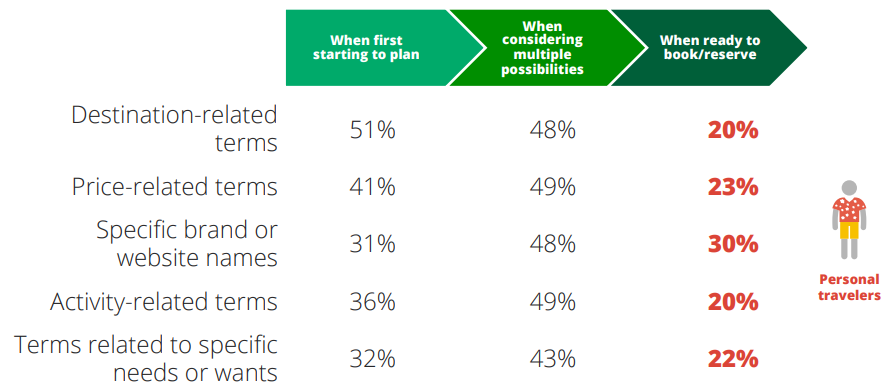 When first
starting to plan
When
considering
multiple
possibilities
When ready to
book/reserve
Destination-related
terms
51%
48%
20%
Price-related terms
41%
49%
23%
Specific brand or
website names
31%
48%
30%
Activity-related terms
36%
49%
20%
Terms related to specific
needs or wants
32%
43%
22%
Personal
travelers